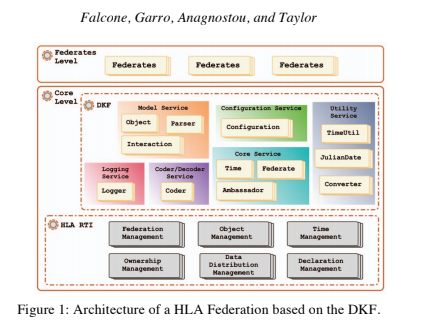 Falcone, Garro, Anagnostou, and Taylor
Federates
Level
Federates
Federates
Federates
Core
Level
DKF
Model Service
Object
Parser
Interaction
Configuration Service
Configuration
Utility
Service
TimeUtil
JulianDate
Converter
Logging
Service
Logger
Coder/Decoder
Service
Coder
Core Service
Time
Federate
Ambassador
HLA RTI
Federation
Management
Object
Management
Time
Management
Ownership
Management
Data
Distribution
Management
Declaration
Management
Figure 1: Architecture of a HLA Federation based on the DKF.